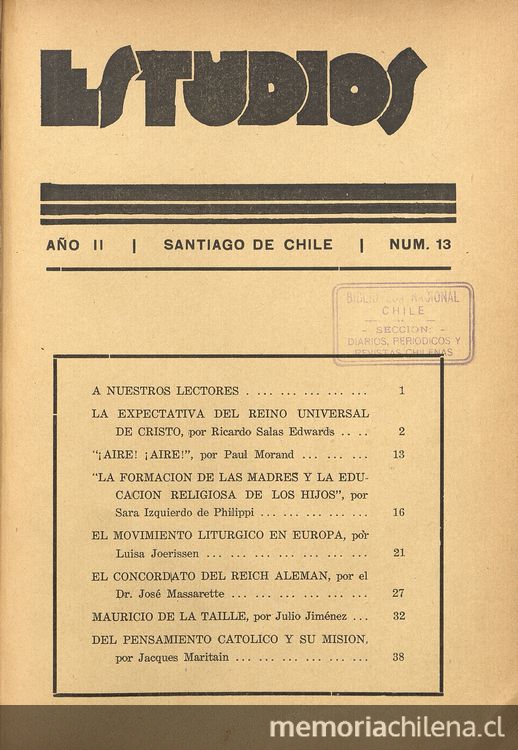 ESTUDIOS
AÑO II | SANTIAGO DE CHILE | NUM. 13
BIBLIOTECA NACIONAL
CHILE
SECCION:
DIARIOS, PERIODICOS Y
REVISTAS CHILENAS
A NUESTROS LECTORES . ... ... ... ... ... 1
LA EXPECTATIVA DEL REINO UNIVERSAL
DE CRISTO, por Ricardo Salas Edwards .. .. 2
"¡AIRE! ¡AIRE!", por Paul Morand ... ... ... 13
"LA FORMACION DE LAS MADRES Y LA EDU-
CACION RELIGIOSA DE LOS HIJOS", por
Sara Izquierdo de Philippi ... ... ... ... 16
EL MOVIMIENTO LITURGICO EN EUROPA, por
Luisa Joerissen ... ... ... ... ... ... 21
EL CONCORDATO DEL REICH ALEMAN, por el
Dr. José Massarette ... ... ... ... ... 27
MAURICIO DE LA TAILLE, por Julio Jiménez ... 32
DEL PENSAMIENTO CATOLICO Y SU MISION,
por Jacques Maritain ... ... ... ... ... 38
memoriachilena.cl